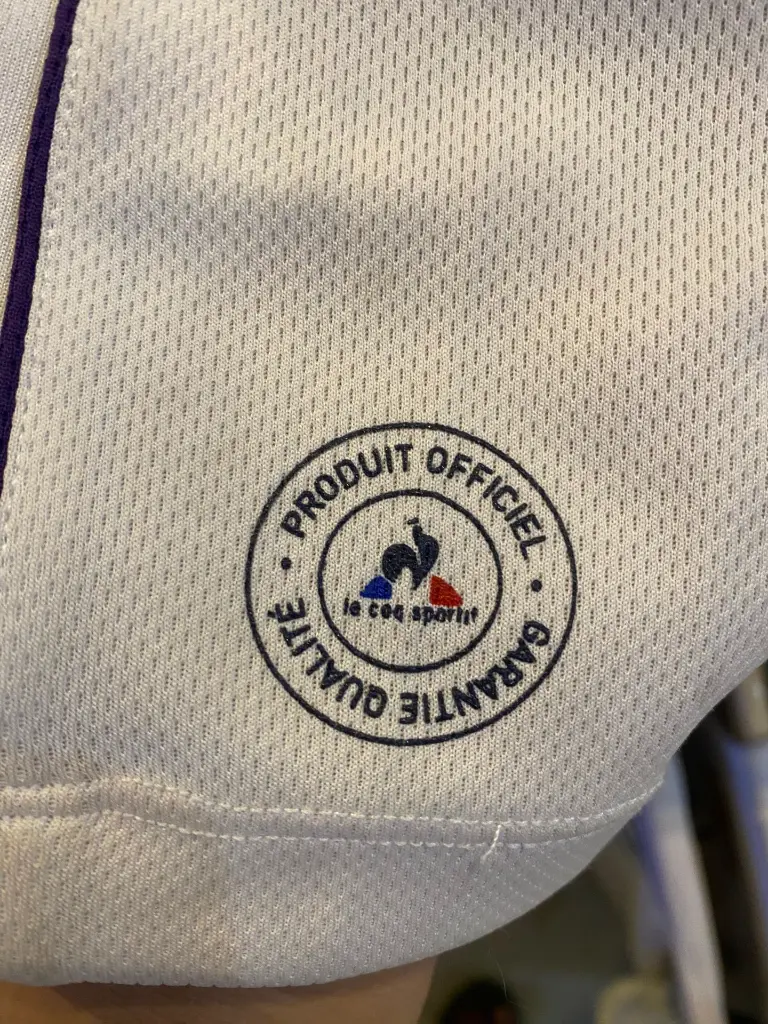 PRODUIT OFFICIEL
le coq sportif
GARANTIE QUALITÉ